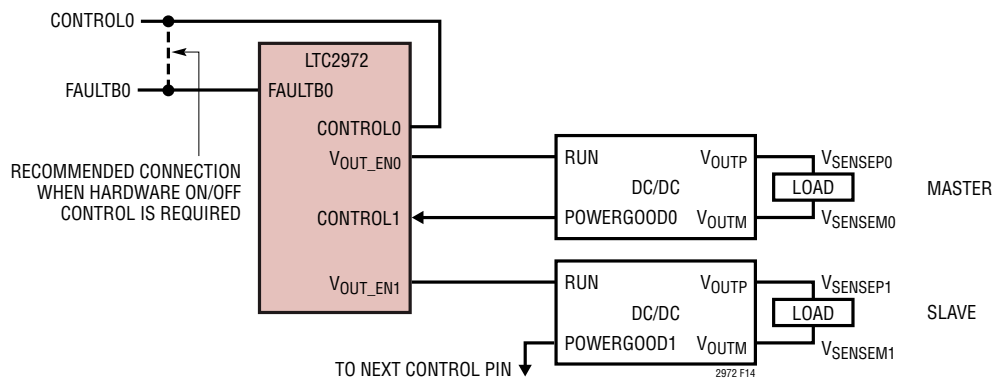 CONTROL0
LTC2972
FAULTB0
FAULTB0
CONTROL0
RECOMMENDED CONNECTION
WHEN HARDWARE ON/OFF
CONTROL IS REQUIRED
VOUT_EN0
CONTROL1
VOUT_EN1
RUN
VOUTP
DC/DC
POWERGOOD0
VOUTM
VSENSEP0
LOAD
VSENSEM0
MASTER
RUN
VOUTP
DC/DC
POWERGOOD1
VOUTM
VSENSEP1
LOAD
VSENSEM1
SLAVE
TO NEXT CONTROL PIN
2972 F14